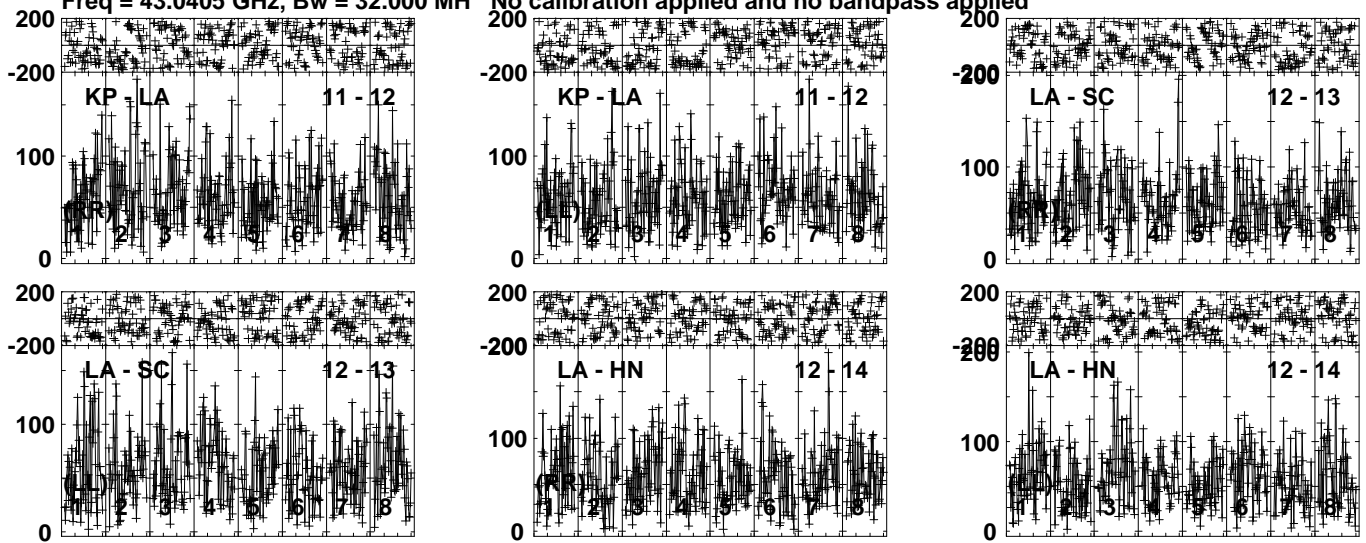 Freq = 43.0405 GHz, Bw = 32.000 MH No calibration applied and no bandpass applied
200 200 200
-200 -200 -200
200
KP - LA 11 - 12 KP - LA 11 - 12 LA - SC 12 - 13
100 100 100
(RR) (LL) (RR)
1 2 3 4 5 6 7 8 1 2 3 4 5 6 7 8 1 2 3 4 5 6 7 8
0 0 0
200 200 200
-200 -200 -200
200 200
LA - SC 12 - 13 LA - HN 12 - 14 LA - HN 12 - 14
100 100 100
(LL) (RR) (LL)
1 2 3 4 5 6 7 8 1 2 3 4 5 6 7 8 1 2 3 4 5 6 7 8
0 0 0